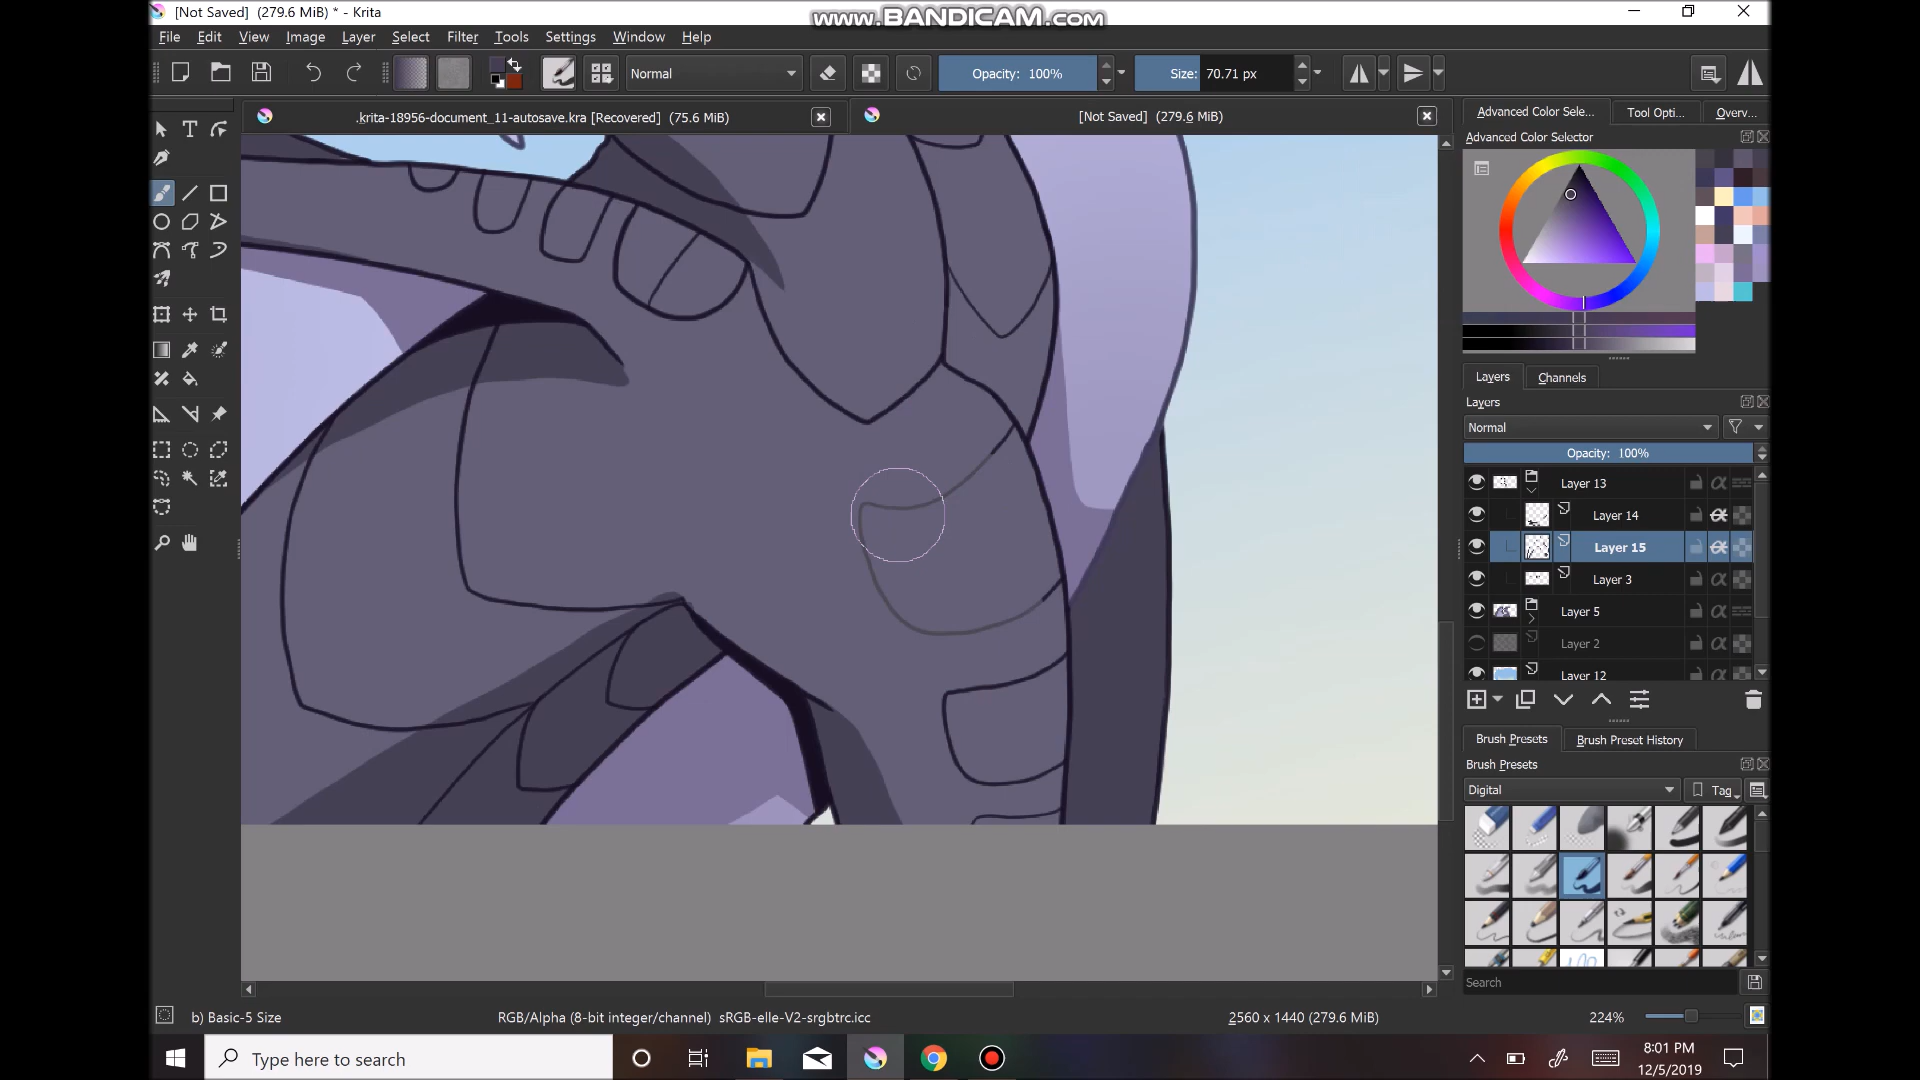 [Not Saved]  (279.6 MiB) * - Krita
www.BANDICAM.com
File Edit View Image Layer Select Filter Tools Settings Window Help
Normal
Opacity: 100%
Size: 70.71 px
.krita-18956-document_11-autosave.kra [Recovered]  (75.6 MiB)
[Not Saved]  (279.6 MiB)
Advanced Color Sele... Tool Opti... Overv...
Advanced Color Selector
Layers Channels
Layers
Normal
Opacity:  100%
Layer 13
Layer 14
Layer 15
Layer 3
Layer 5
Layer 2
Layer 12
Brush Presets Brush Preset History
Brush Presets
Digital
Tag
Search
b) Basic-5 Size
RGB/Alpha (8-bit integer/channel)  sRGB-elle-V2-srgbtrc.icc
2560 x 1440 (279.6 MiB)
224%
Type here to search
8:01 PM
12/5/2019